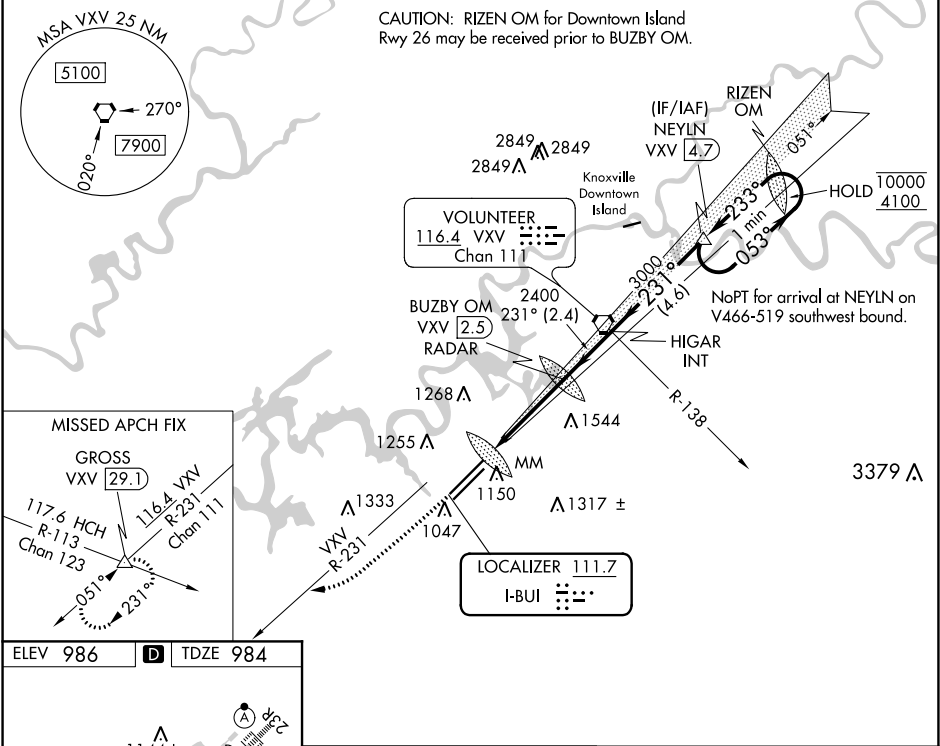 MSA VXV 25 NM
5100
270°
7900
020°
CAUTION: RIZEN OM for Downtown Island
Rwy 26 may be received prior to BUZBY OM.
(IF/IAF)
NEYLN
VXV 4.7
RIZEN
OM
051°
2849
2849
2849
Knoxville
Downtown
Island
HOLD
10000
4100
233°
1 min
053°
VOLUNTEER
116.4 VXV
Chan 111
3000
231°
(4.6)
NoPT for arrival at NEYLN on
V466-519 southwest bound.
2400
231° (2.4)
BUZBY OM
VXV 2.5
RADAR
HIGAR
INT
R-138
1268
1544
1255
MM
1150
3379
1333
1047
1317 ±
VXV
R-231
LOCALIZER 111.7
I-BUI
MISSED APCH FIX
GROSS
VXV 29.1
116.4 VXV
R-231
Chan 111
117.6 HCH
R-113
Chan 123
051°
231°
ELEV 986
D
TDZE 984
A
23R